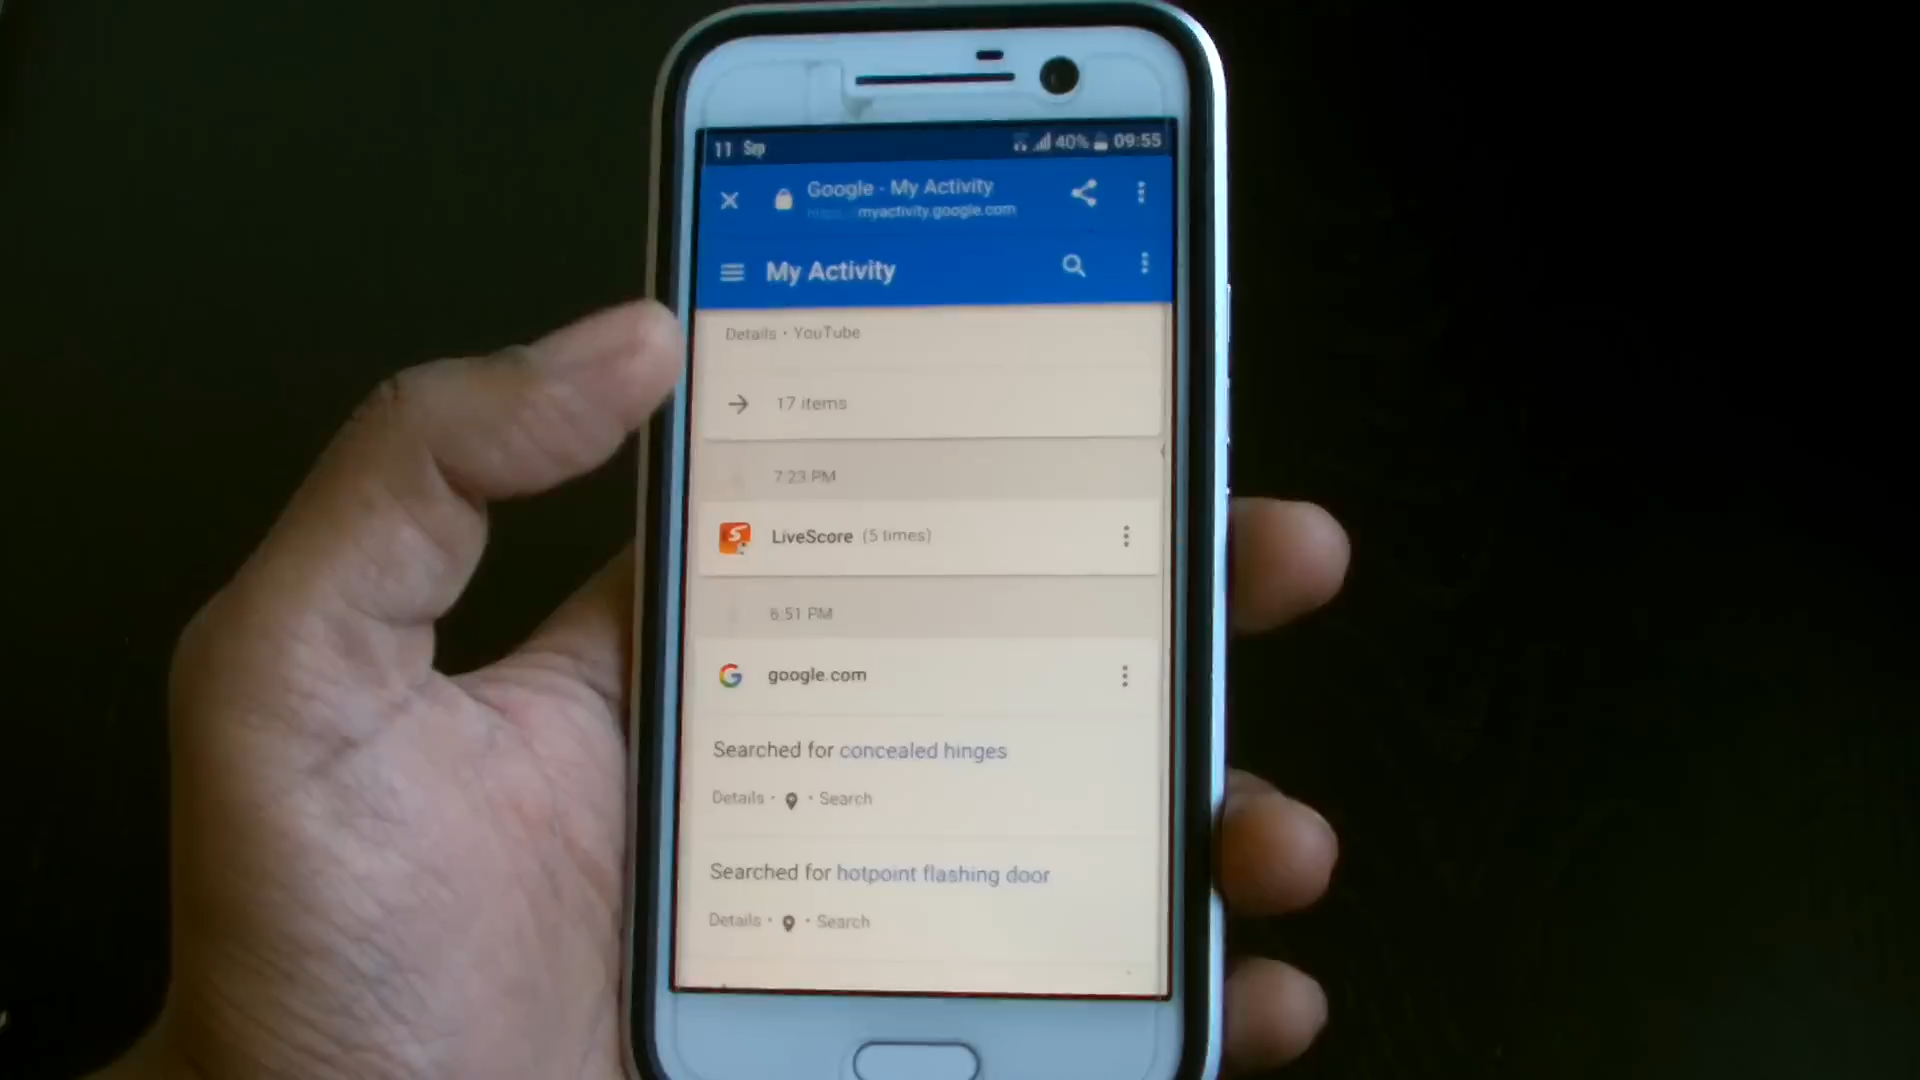 11 Sep 40% 09:55
Google - My Activity
https:// myactivity.google.com
My Activity
Details · YouTube
17 items
7:23 PM
LiveScore (5 times)
6:51 PM
google.com
Searched for concealed hinges
Details · · Search
Searched for hotpoint flashing door
Details · · Search